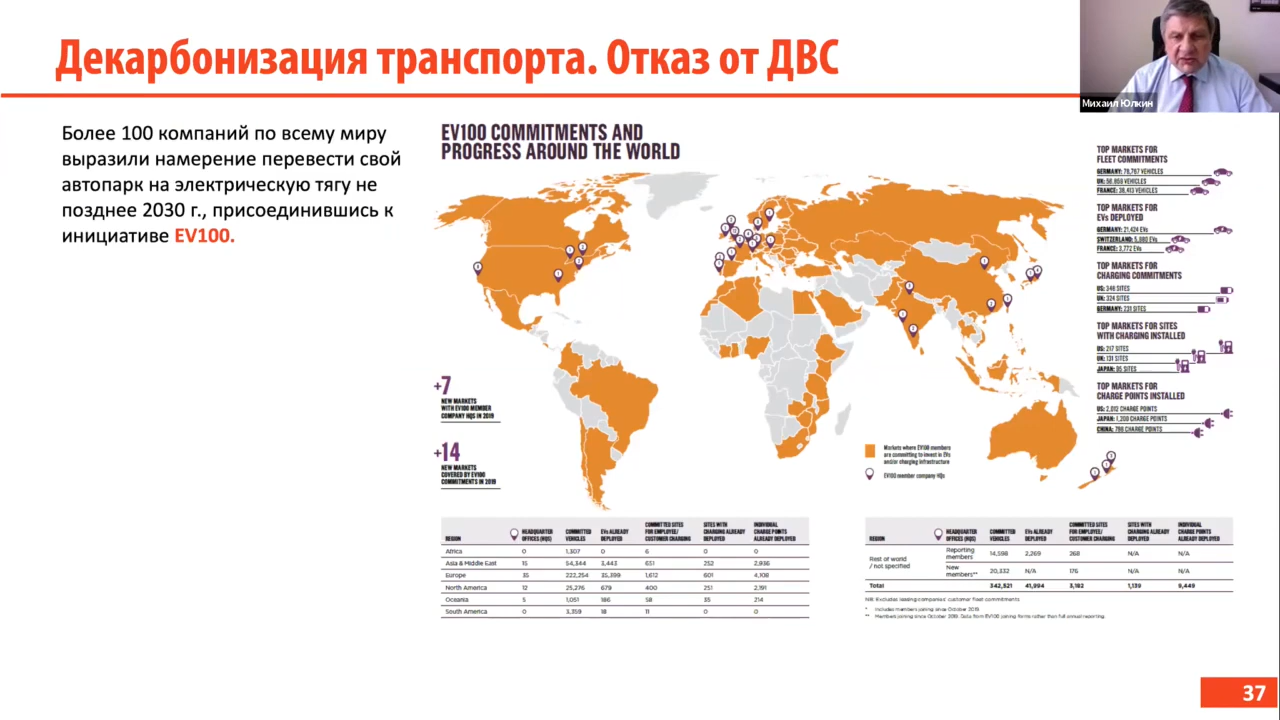 Декарбонизация транспорта. Отказ от ДВС
Михаил Юлкин
Более 100 компаний по всему миру
выразили намерение перевести свой
автопарк на электрическую тягу не
позднее 2030 г., присоединившись к
инициативе EV100.
EV100 COMMITMENTS AND
PROGRESS AROUND THE WORLD
+7
NEW MARKETS
WITH EV100 MEMBER
COMPANY HQS IN 2019
+14
NEW MARKETS
COVERED BY EV100
COMMITMENTS IN 2019
Markets where EV100 members
are committing to invest in EVs
and/or charging infrastructure
EV100 member company HQs
TOP MARKETS FOR
FLEET COMMITMENTS
GERMANY: 78,767 VEHICLES
UK: VEHICLES
FRANCE: 38,413 VEHICLES
TOP MARKETS FOR
EVs DEPLOYED
GERMANY: 21,424 EVs
SWITZERLAND: EVs
FRANCE: 3,772 EVs
TOP MARKETS FOR
CHARGING COMMITMENTS
US: 346 SITES
UK: 324 SITES
GERMANY: 231 SITES
TOP MARKETS FOR SITES
WITH CHARGING INSTALLED
US: 217 SITES
UK: 131 SITES
JAPAN: SITES
TOP MARKETS FOR
CHARGE POINTS INSTALLED
US: 2,012 CHARGE POINTS
JAPAN: 1,200 CHARGE POINTS
CHINA: CHARGE POINTS
REGION HEADQUARTER OFFICES (HQS) COMMITTED VEHICLES EVs ALREADY DEPLOYED COMMITTED SITES FOR EMPLOYEE/ CUSTOMER CHARGING SITES WITH CHARGING ALREADY DEPLOYED INDIVIDUAL CHARGE POINTS ALREADY DEPLOYED
Africa 0 1,307 0 6 0 0
Asia & Middle East 15 54,344 3,443 651 252 2,936
Europe 35 222,254 35,399 1,612 601 4,108
North America 12 25,276 679 400 251 2,191
Oceania 5 1,051 186 58 35 214
South America 0 3,359 18 11 0 0
REGION HEADQUARTER OFFICES (HQS) COMMITTED VEHICLES EVs ALREADY DEPLOYED COMMITTED SITES FOR EMPLOYEE/ CUSTOMER CHARGING SITES WITH CHARGING ALREADY DEPLOYED INDIVIDUAL CHARGE POINTS ALREADY DEPLOYED
Rest of world / not specified
Reporting members 14,598 2,269 268 N/A N/A
New members** 20,332 N/A 176 N/A N/A
Total 342,521 41,994 3,182 1,139 9,449
NB. Excludes leasing companies' customer fleet commitments
* Includes members joining since October 2019
** Members joining since October 2019. Data from EV100 joining forms rather than full annual reporting
37